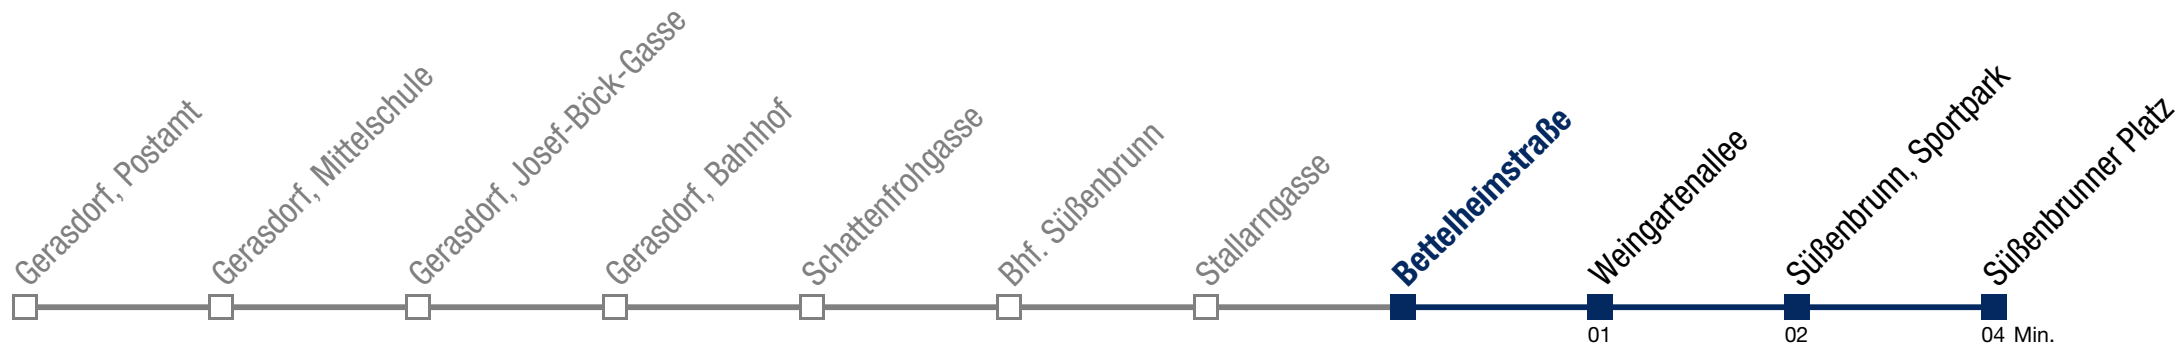 Gerasdorf, Postamt
Gerasdorf, Mittelschule
Gerasdorf, Josef-Böck-Gasse
Gerasdorf, Bahnhof
Schattenfrohgasse
Bhf. Süßenbrunn
Stallarngasse
Bettelheimstraße
Weingartenallee
Süßenbrunn, Sportpark
Süßenbrunner Platz
01
02
04 Min.